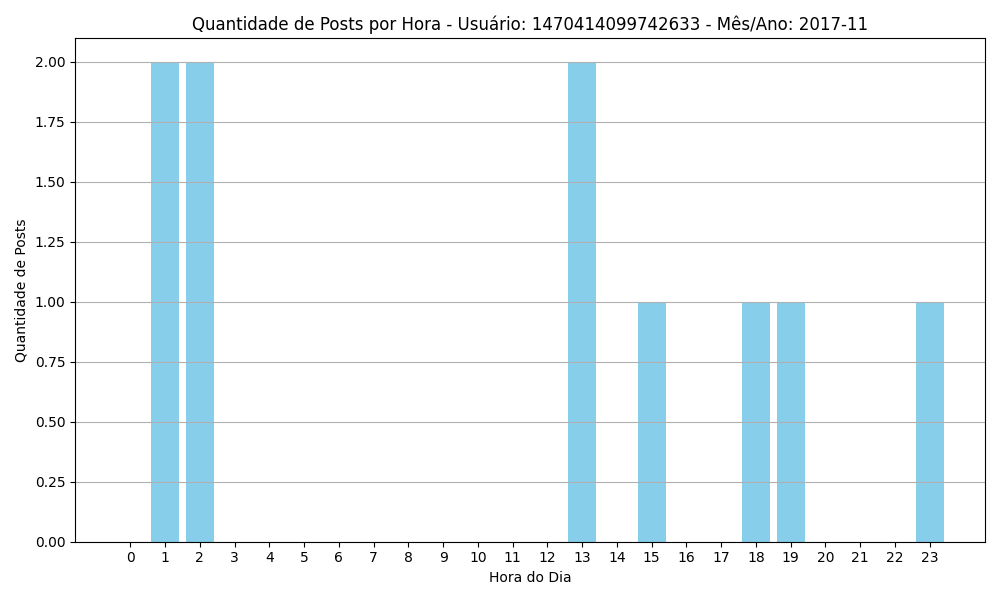 Quantidade de Posts por Hora - Usuário: 1470414099742633 - Mês/Ano: 2017-11
Quantidade de Posts
2.00
1.75
1.50
1.25
1.00
0.75
0.50
0.25
0.00
0 1 2 3 4 5 6 7 8 9 10 11 12 13 14 15 16 17 18 19 20 21 22 23
Hora do Dia